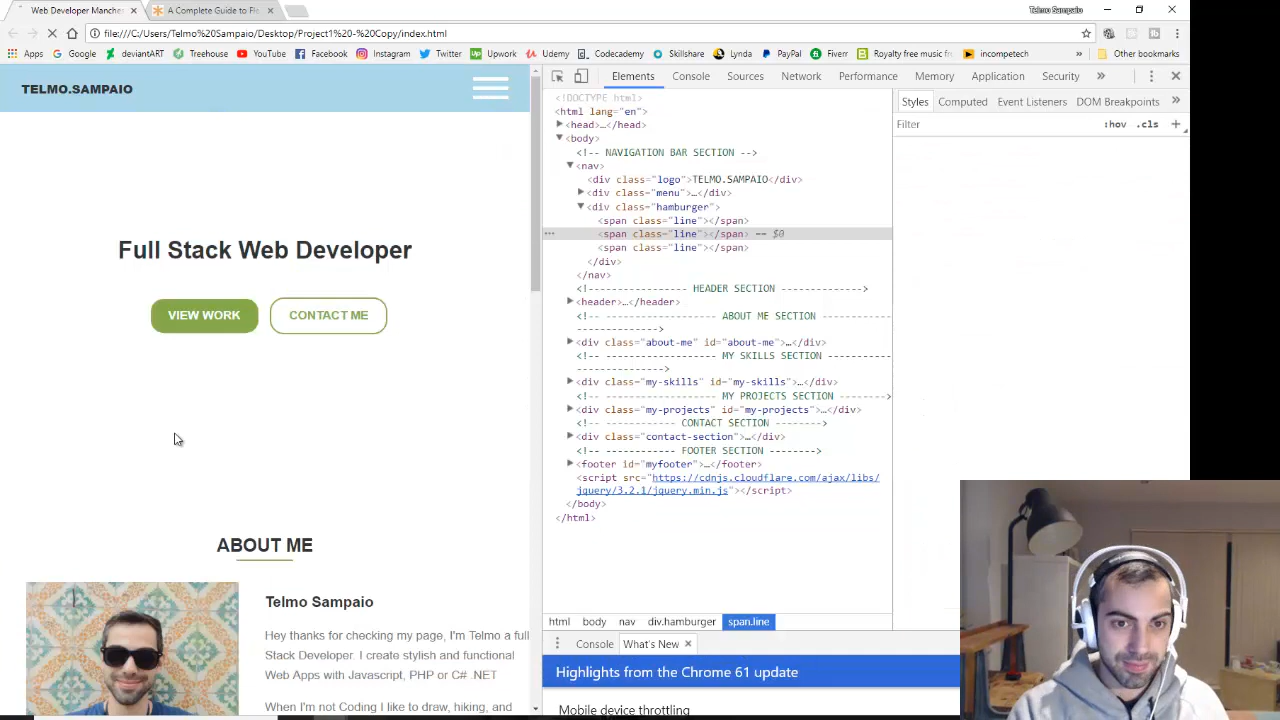 Web Developer Manches
A Complete Guide to Fl
Telmo Sampaio
file:///C:/Users/Telmo%20Sampaio/Desktop/Project1%20-%20Copy/index.html
Apps Google deviantART Treehouse YouTube Facebook Instagram Twitter Upwork Udemy Codecademy Skillshare Lynda PayPal Fiverr Royalty free music incompetech Other bookmarks
TELMO.SAMPAIO
Full Stack Web Developer
VIEW WORK
CONTACT ME
ABOUT ME
Telmo Sampaio
Hey thanks for checking my page, I'm Telmo a full
Stack Developer. I create stylish and functional
Web Apps with Javascript, PHP or C# .NET
When I'm not Coding I like to draw, hiking, and
Elements Console Sources Network Performance Memory Application Security »
<!DOCTYPE html>
<html lang="en">
<head>…</head>
<body>
<!-- NAVIGATION BAR SECTION -->
<nav>
<div class="logo">TELMO.SAMPAIO</div>
<div class="menu">…</div>
<div class="hamburger">
<span class="line"></span>
<span class="line"></span> == $0
<span class="line"></span>
</div>
</nav>
<!---------------- HEADER SECTION ------------->
<header>…</header>
<!-- ------------------- ABOUT ME SECTION -----------
------------->
<div class="about-me" id="about-me">…</div>
<!-- ------------------- MY SKILLS SECTION ----------
-------------->
<div class="my-skills" id="my-skills">…</div>
<!-- ------------------- MY PROJECTS SECTION -------->
<div class="my-projects" id="my-projects">…</div>
<!-- ------------ CONTACT SECTION -------->
<div class="contact-section">…</div>
<!-- ------------ FOOTER SECTION -------->
<footer id="myfooter">…</footer>
<script src="https://cdnjs.cloudflare.com/ajax/libs/
jquery/3.2.1/jquery.min.js"></script>
</body>
</html>
html body nav div.hamburger span.line
Styles Computed Event Listeners DOM Breakpoints »
Filter :hov .cls +
Console What's New ×
Highlights from the Chrome 61 update
Mobile device throttling